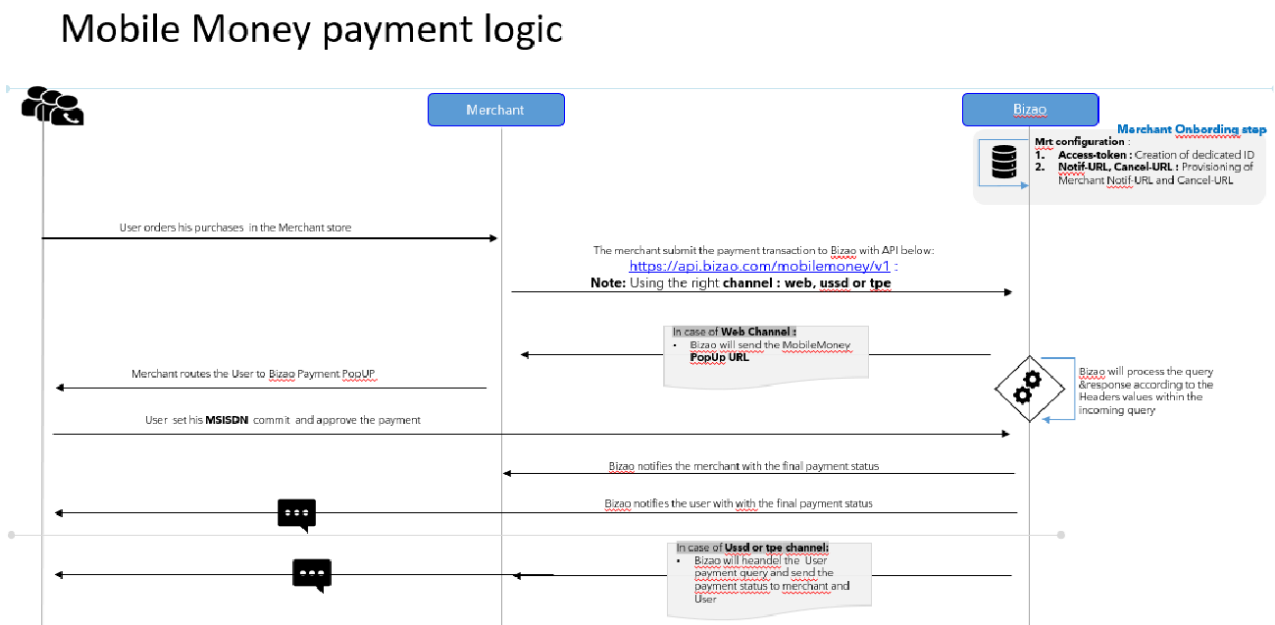 Mobile Money payment logic
Merchant
Bizao
Merchant Onbording step
Mrt configuration :
1. Access-token : Creation of dedicated ID
2. Notif-URL, Cancel-URL : Provisioning of
Merchant Notif-URL and Cancel-URL
User orders his purchases in the Merchant store
The merchant submit the payment transaction to Bizao with API below:
https://api.bizao.com/mobilemoney/v1 :
Note: Using the right channel : web, ussd or tpe
In case of Web Channel :
• Bizao will send the MobileMoney
PopUp URL
Merchant routes the User to Bizao Payment PopUP
Bizao will process the query
&response according to the
Headers values within the
incoming query
User set his MSISDN commit and approve the payment
Bizao notifies the merchant with the final payment status
Bizao notifies the user with with the final payment status
In case of Ussd or tpe channel:
• Bizao will heandel the User
payment query and send the
payment status to merchant and
User